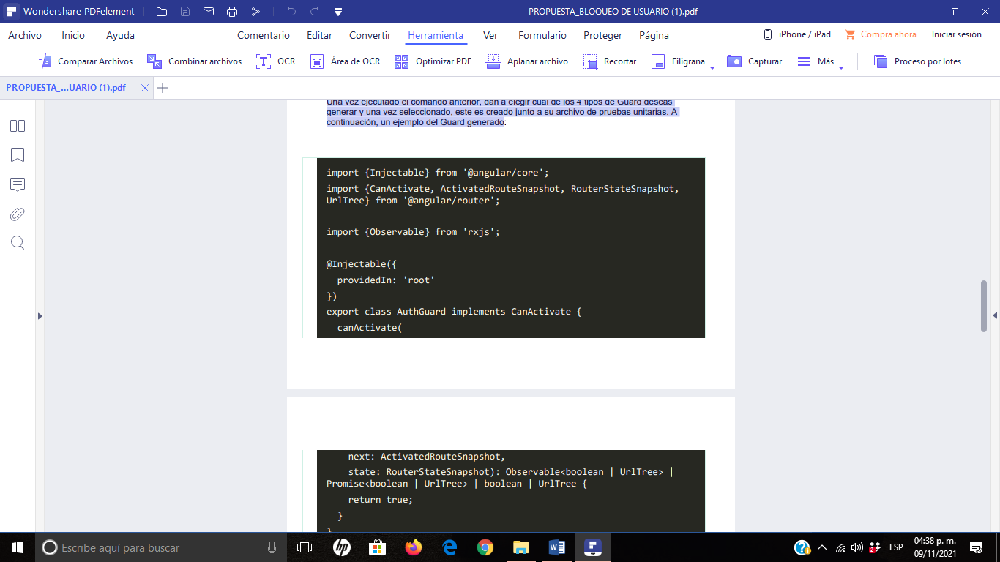 Wondershare PDFelement
PROPUESTA_BLOQUEO DE USUARIO (1).pdf
Archivo Inicio Ayuda Comentario Editar Convertir Herramienta Ver Formulario Proteger Página iPhone / iPad Compra ahora Iniciar sesión
Comparar Archivos Combinar archivos OCR Área de OCR Optimizar PDF Aplanar archivo Recortar Filigrana Capturar Más Proceso por lotes
PROPUESTA_...UARIO (1).pdf
Una vez ejecutado el comando anterior, dan a elegir cuál de los 4 tipos de Guard deseas
generar y una vez seleccionado, este es creado junto a su archivo de pruebas unitarias. A
continuación, un ejemplo del Guard generado:
import {Injectable} from '@angular/core';
import {CanActivate, ActivatedRouteSnapshot, RouterStateSnapshot,
UrlTree} from '@angular/router';
import {Observable} from 'rxjs';
@Injectable({
providedIn: 'root'
})
export class AuthGuard implements CanActivate {
canActivate(
next: ActivatedRouteSnapshot,
state: RouterStateSnapshot): Observable<boolean | UrlTree> |
Promise<boolean | UrlTree> | boolean | UrlTree {
return true;
}
}
Escribe aquí para buscar
hp
2
ESP
04:38 p. m.
09/11/2021